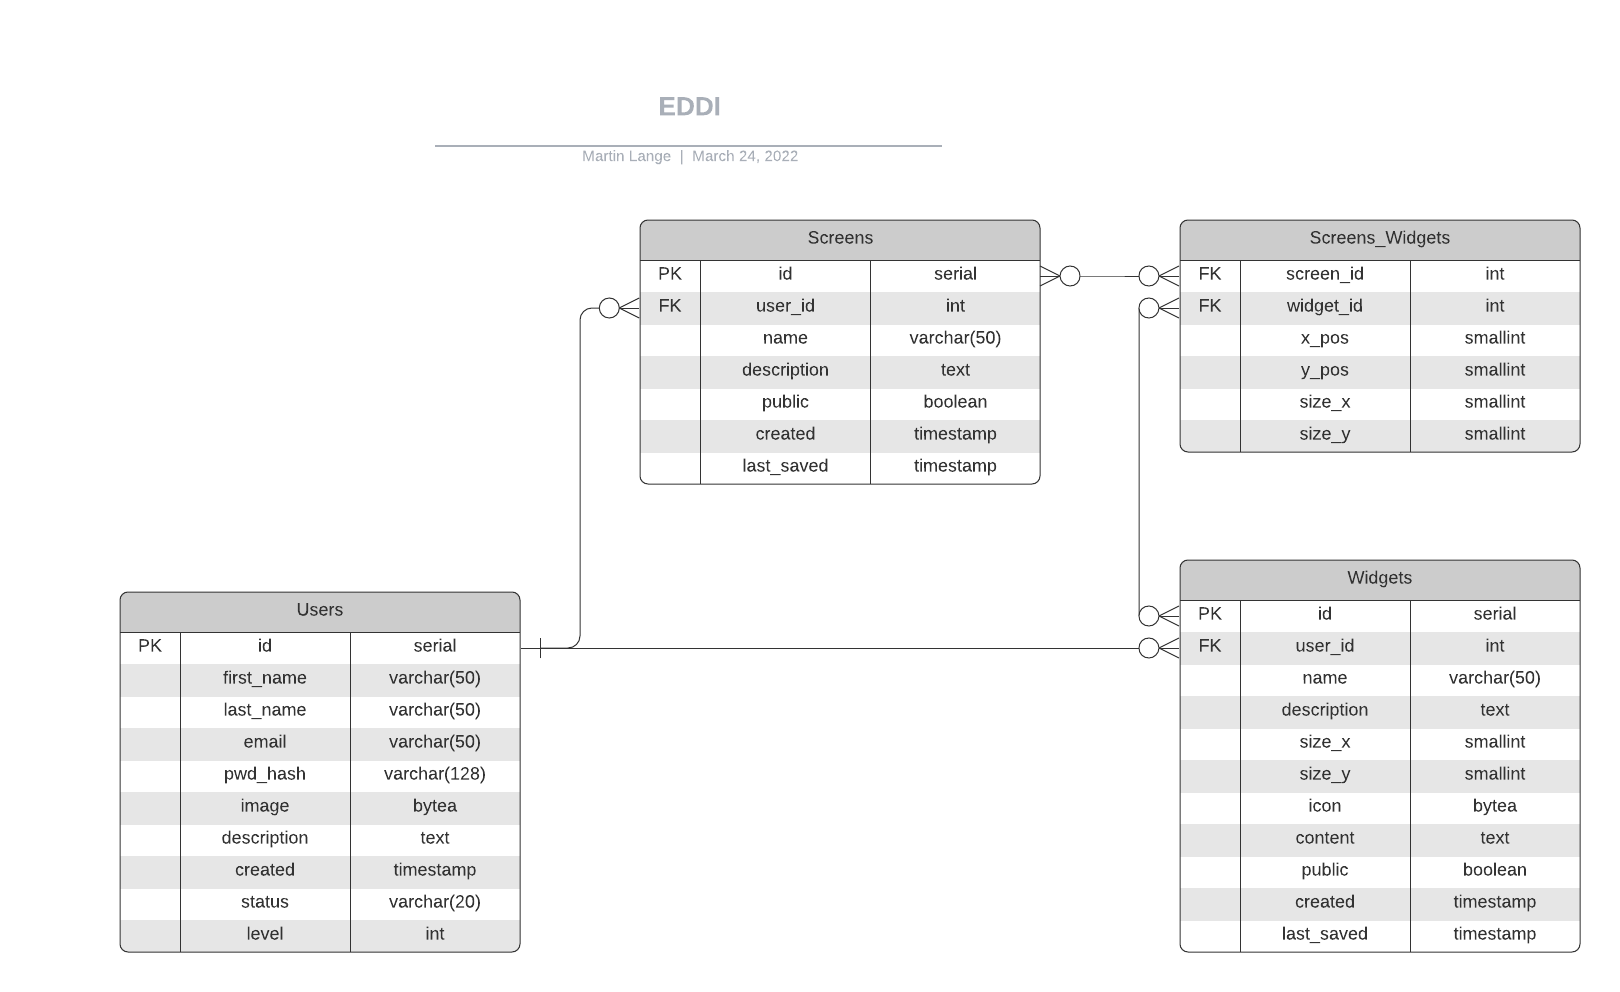 EDDI
Martin Lange | March 24, 2022
Screens
PK id serial
FK user_id int
name varchar(50)
description text
public boolean
created timestamp
last_saved timestamp
Screens_Widgets
FK screen_id int
FK widget_id int
x_pos smallint
y_pos smallint
size_x smallint
size_y smallint
Users
PK id serial
first_name varchar(50)
last_name varchar(50)
email varchar(50)
pwd_hash varchar(128)
image bytea
description text
created timestamp
status varchar(20)
level int
Widgets
PK id serial
FK user_id int
name varchar(50)
description text
size_x smallint
size_y smallint
icon bytea
content text
public boolean
created timestamp
last_saved timestamp